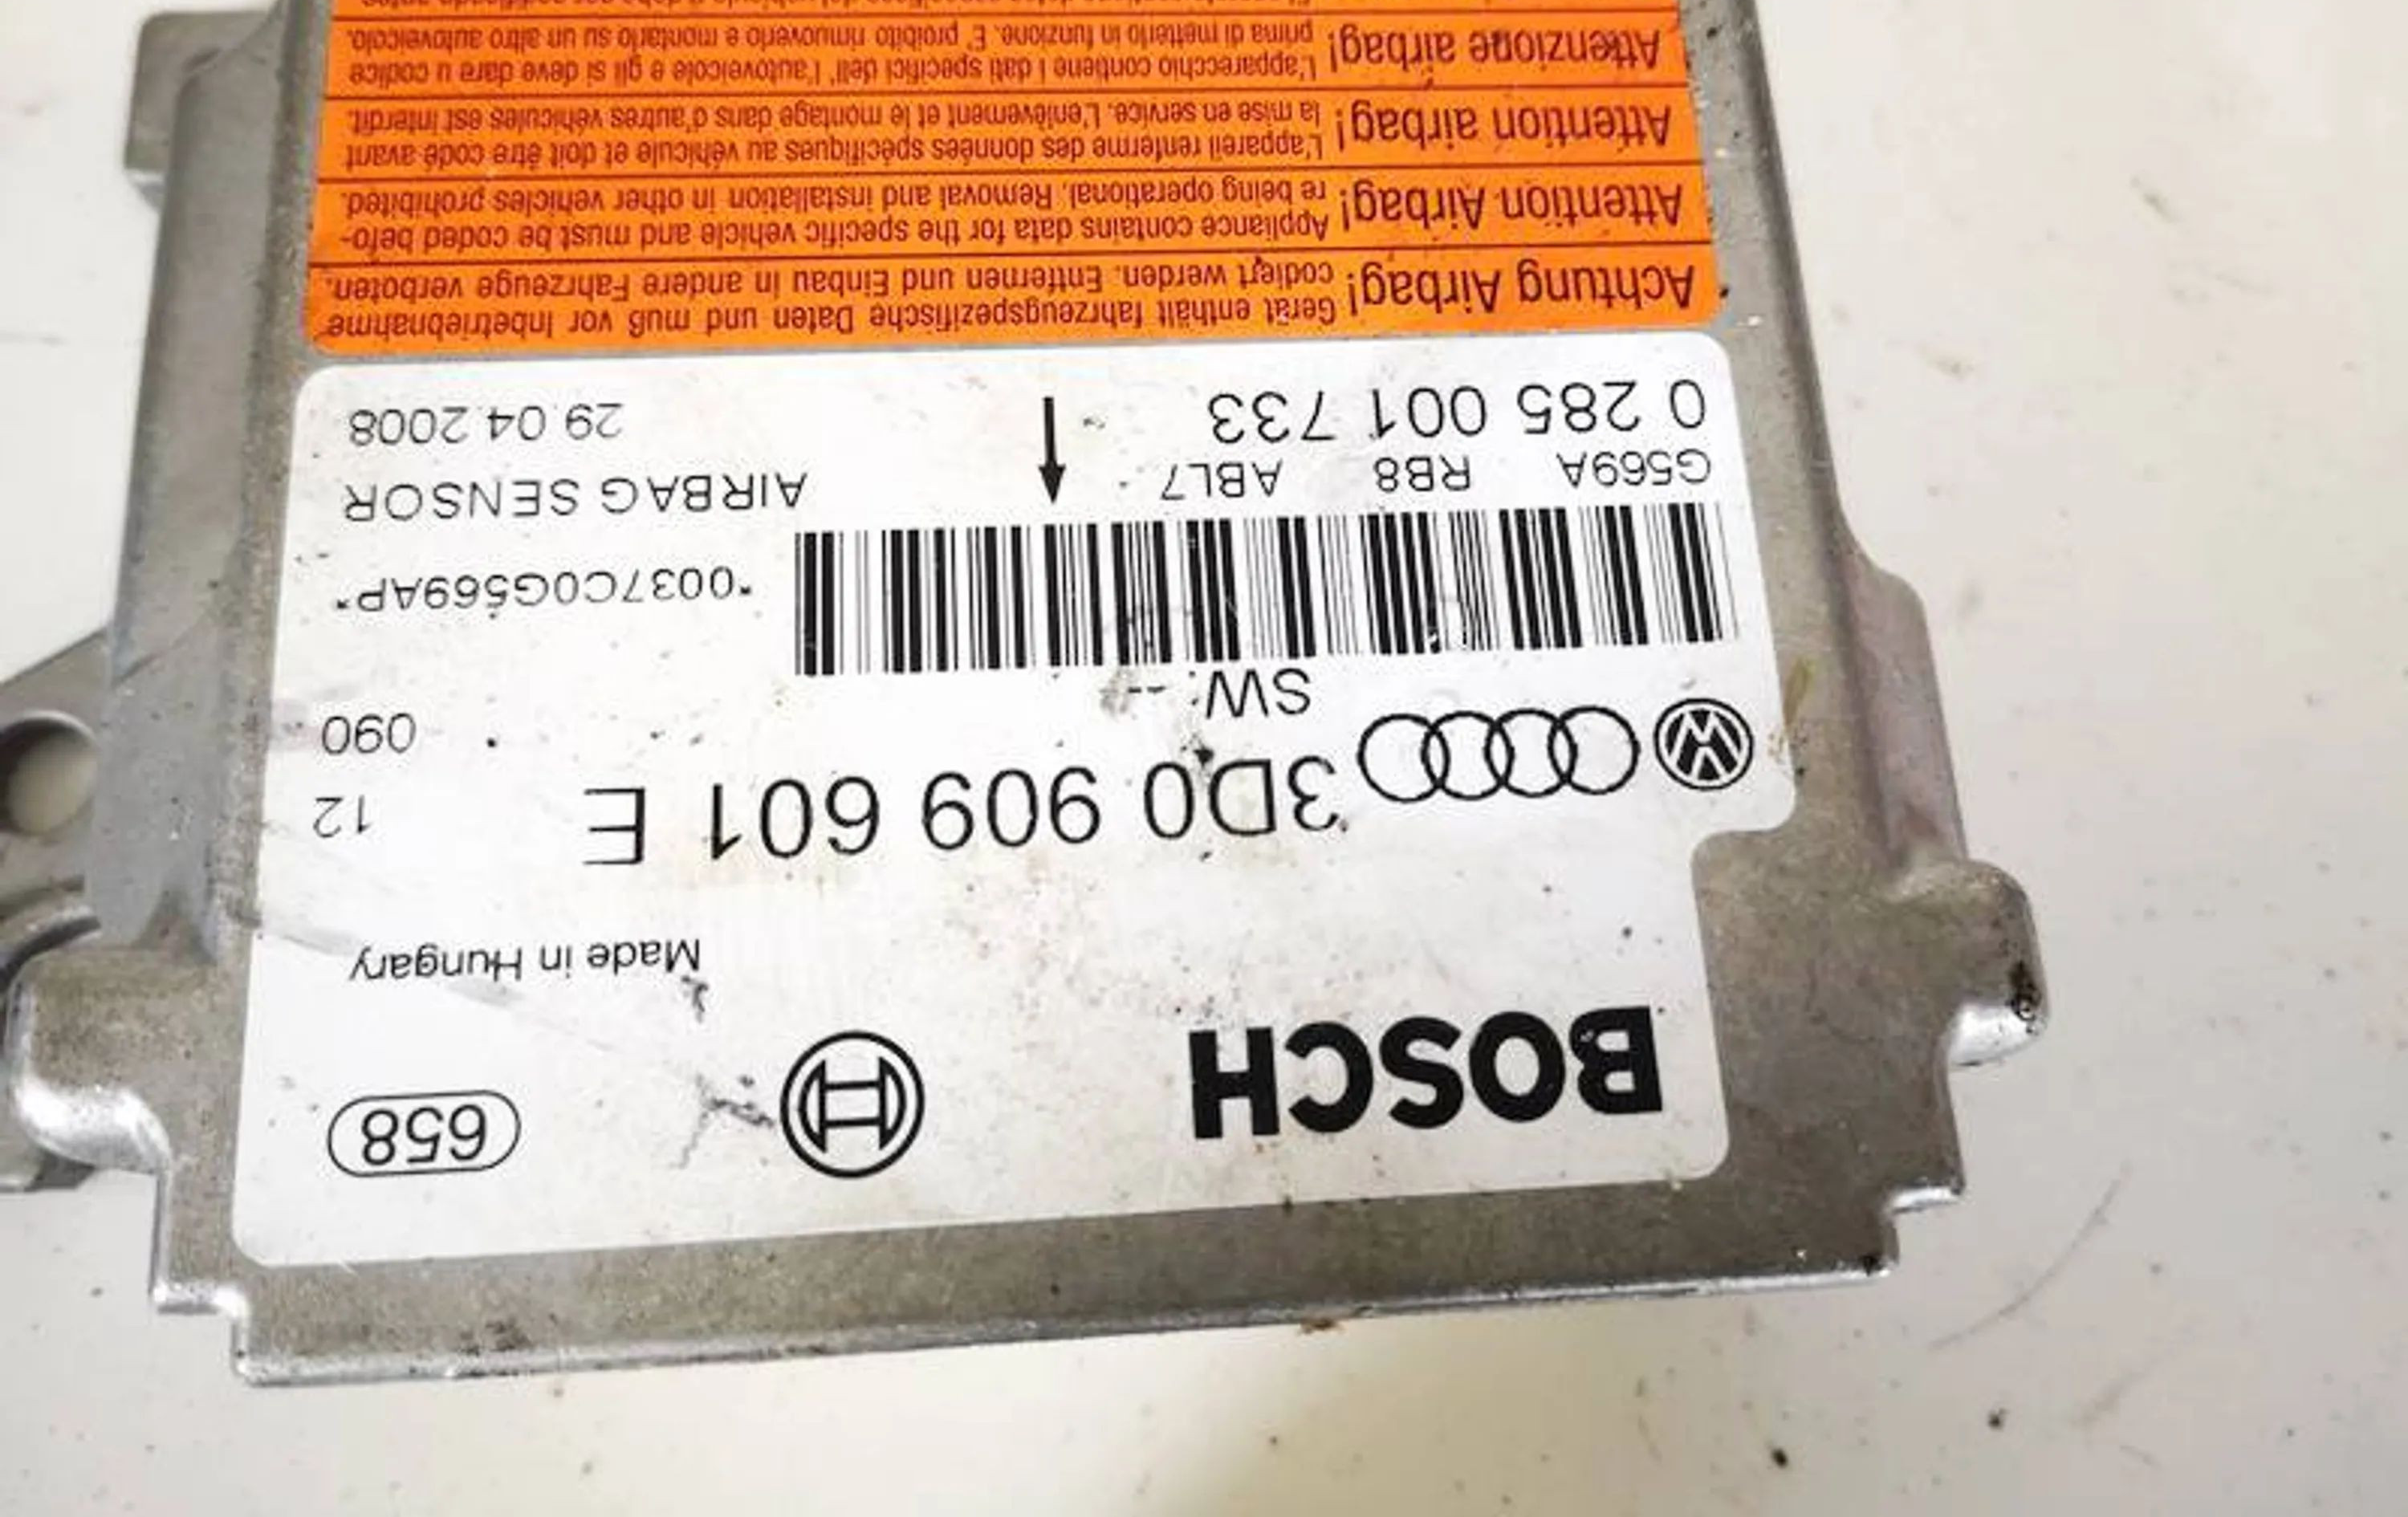 BOSCH
658
Made in Hungary
3D0 909 601 E
12
090
SW: --
*0037C0G569AP*
AIRBAG SENSOR
G569A RB8 ABL7
0 285 001 733
29.04.2008
Achtung Airbag!
Gerät enthält fahrzeugspezifische Daten und muß vor Inbetriebnahme
codiert werden. Entfernen und Einbau in andere Fahrzeuge verboten.
Attention Airbag!
Appliance contains data for the specific vehicle and must be coded befo-
re being operational. Removal and installation in other vehicles prohibited.
Attention airbag!
L'appareil renferme des données spécifiques au véhicule et doit être codé avant
la mise en service. L'enlèvement et le montage dans d'autres véhicules est interdit.
Attenzione airbag!
L'apparecchio contiene i dati specifici dell' l'autoveicole e gli si deve dare u codice
prima di metterlo in funzione. E' proibito rimuoverio e montarlo su un altro autoveicolo.